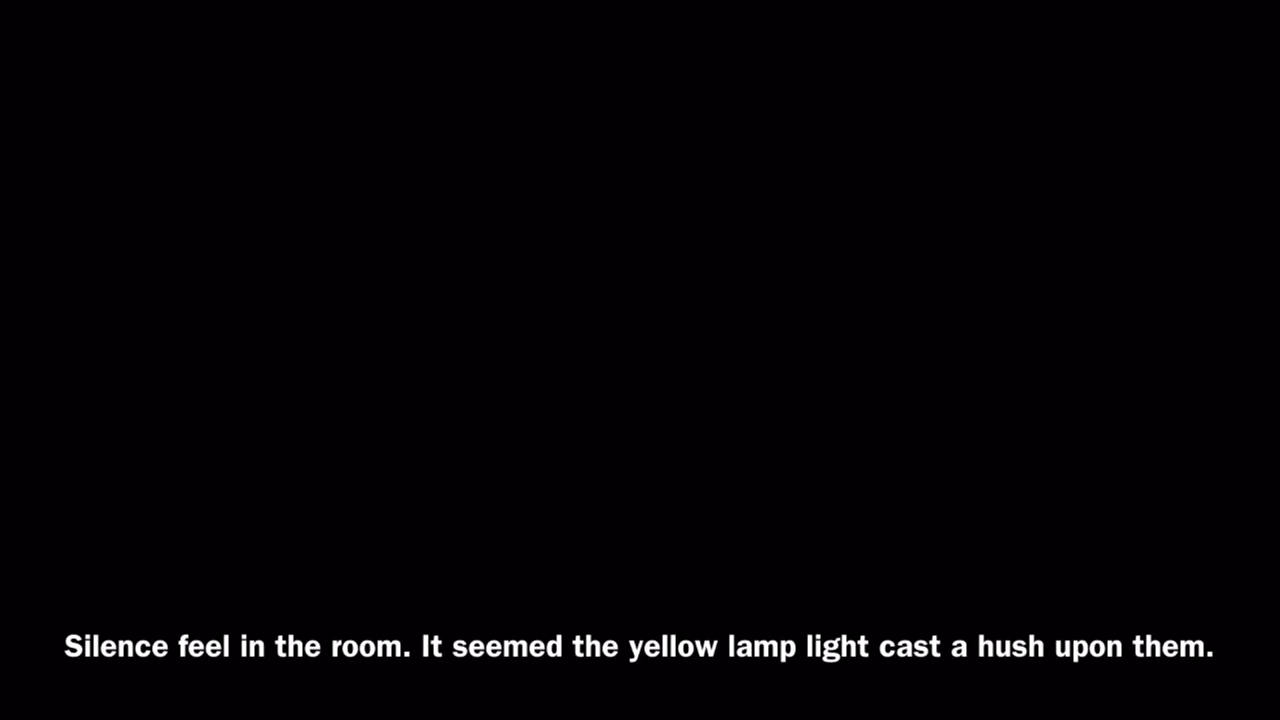 Silence feel in the room. It seemed the yellow lamp light cast a hush upon them.